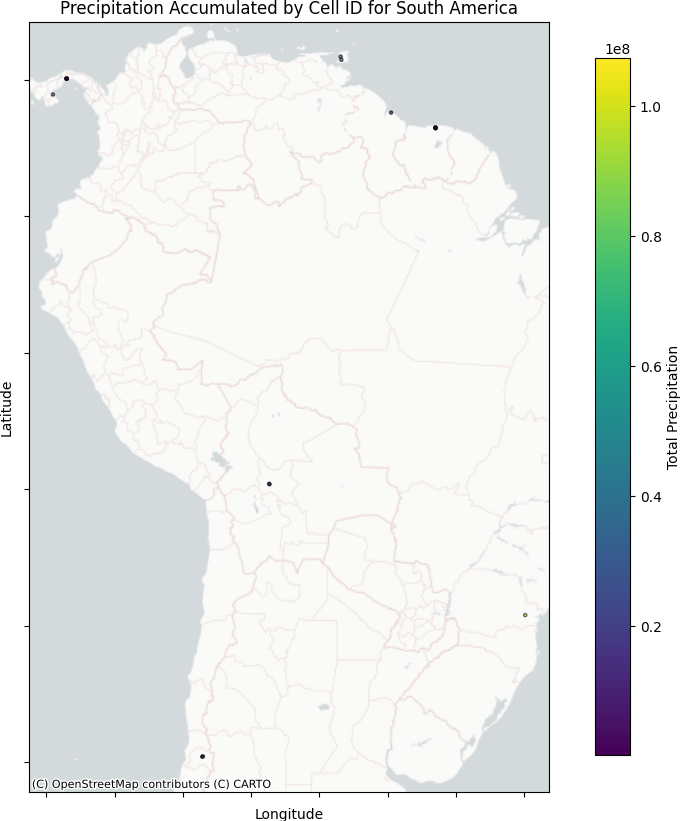 Precipitation Accumulated by Cell ID for South America
1e8
1.0
0.8
0.6
0.4
0.2
Total Precipitation
Latitude
(C) OpenStreetMap contributors (C) CARTO
Longitude